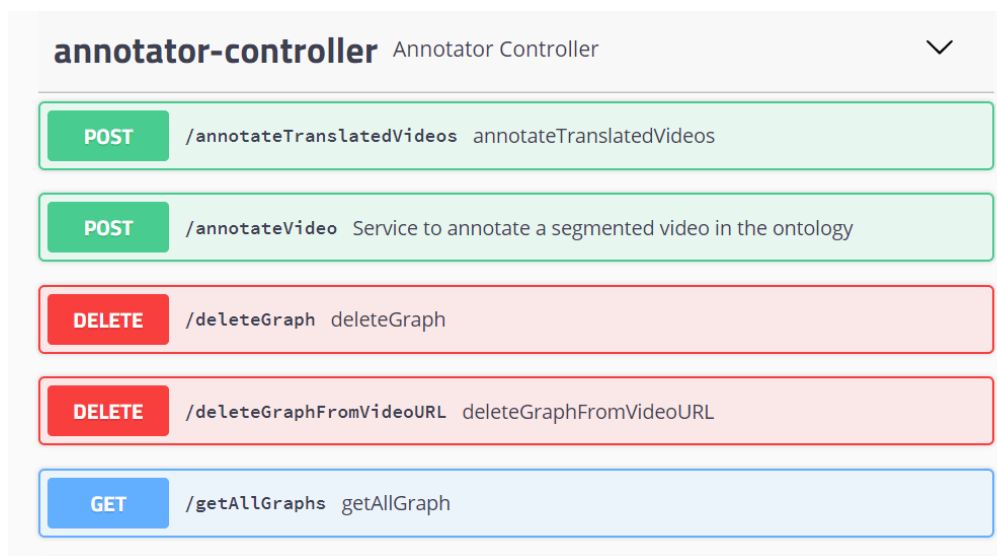 annotator-controller Annotator Controller
POST /annotateTranslatedVideos annotateTranslatedVideos
POST /annotateVideo Service to annotate a segmented video in the ontology
DELETE /deleteGraph deleteGraph
DELETE /deleteGraphFromVideoURL deleteGraphFromVideoURL
GET /getAllGraphs getAllGraph